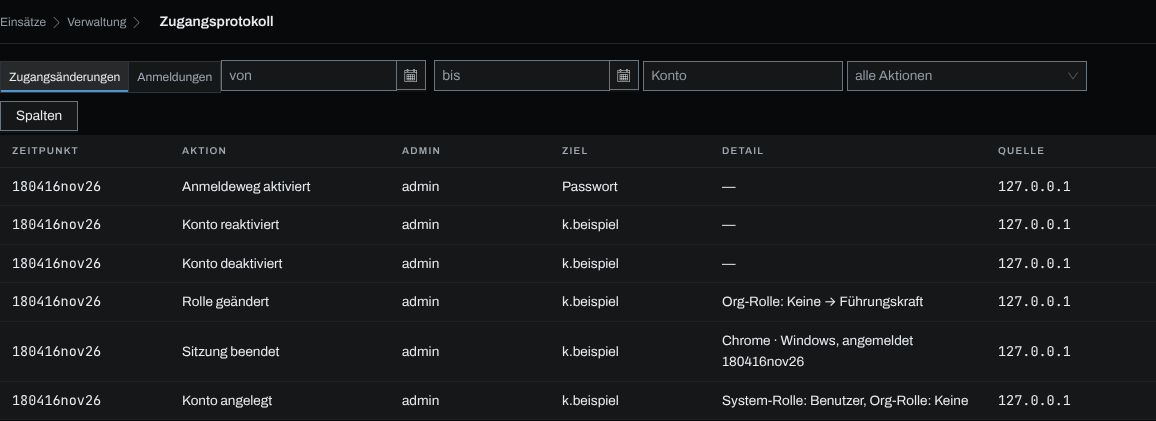 Einsätze > Verwaltung > Zugangsprotokoll
Zugangsänderungen Anmeldungen von bis Konto alle Aktionen
Spalten
ZEITPUNKT AKTION ADMIN ZIEL DETAIL QUELLE
180416nov26 Anmeldeweg aktiviert admin Passwort — 127.0.0.1
180416nov26 Konto reaktiviert admin k.beispiel — 127.0.0.1
180416nov26 Konto deaktiviert admin k.beispiel — 127.0.0.1
180416nov26 Rolle geändert admin k.beispiel Org-Rolle: Keine → Führungskraft 127.0.0.1
180416nov26 Sitzung beendet admin k.beispiel Chrome · Windows, angemeldet 180416nov26 127.0.0.1
180416nov26 Konto angelegt admin k.beispiel System-Rolle: Benutzer, Org-Rolle: Keine 127.0.0.1